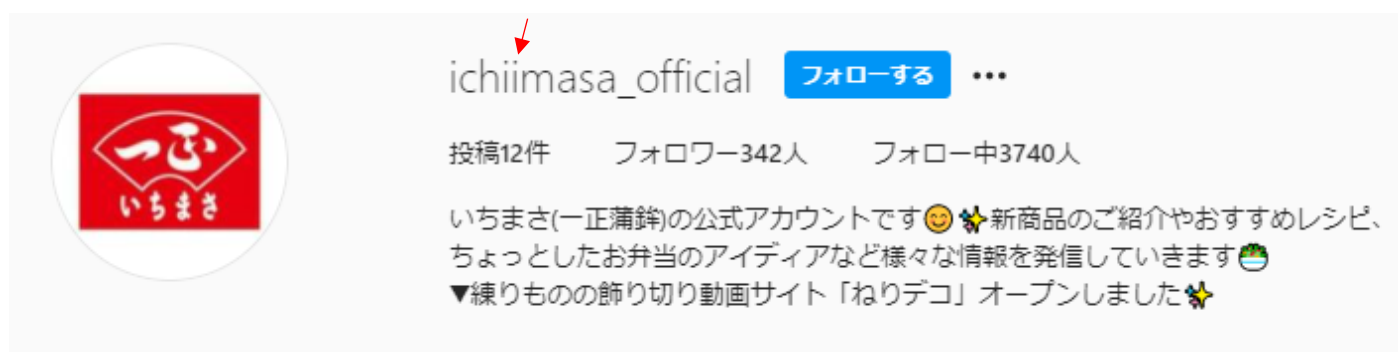 一正
いちまさ
ichiimasa_official フォローする •••
投稿12件 フォロワー342人 フォロー中3740人
いちまさ(一正蒲鉾)の公式アカウントです😊✨新商品のご紹介やおすすめレシピ、
ちょっとしたお弁当のアイディアなど様々な情報を発信していきます🥗
▼練りものの飾り切り動画サイト「ねりデコ」オープンしました✨